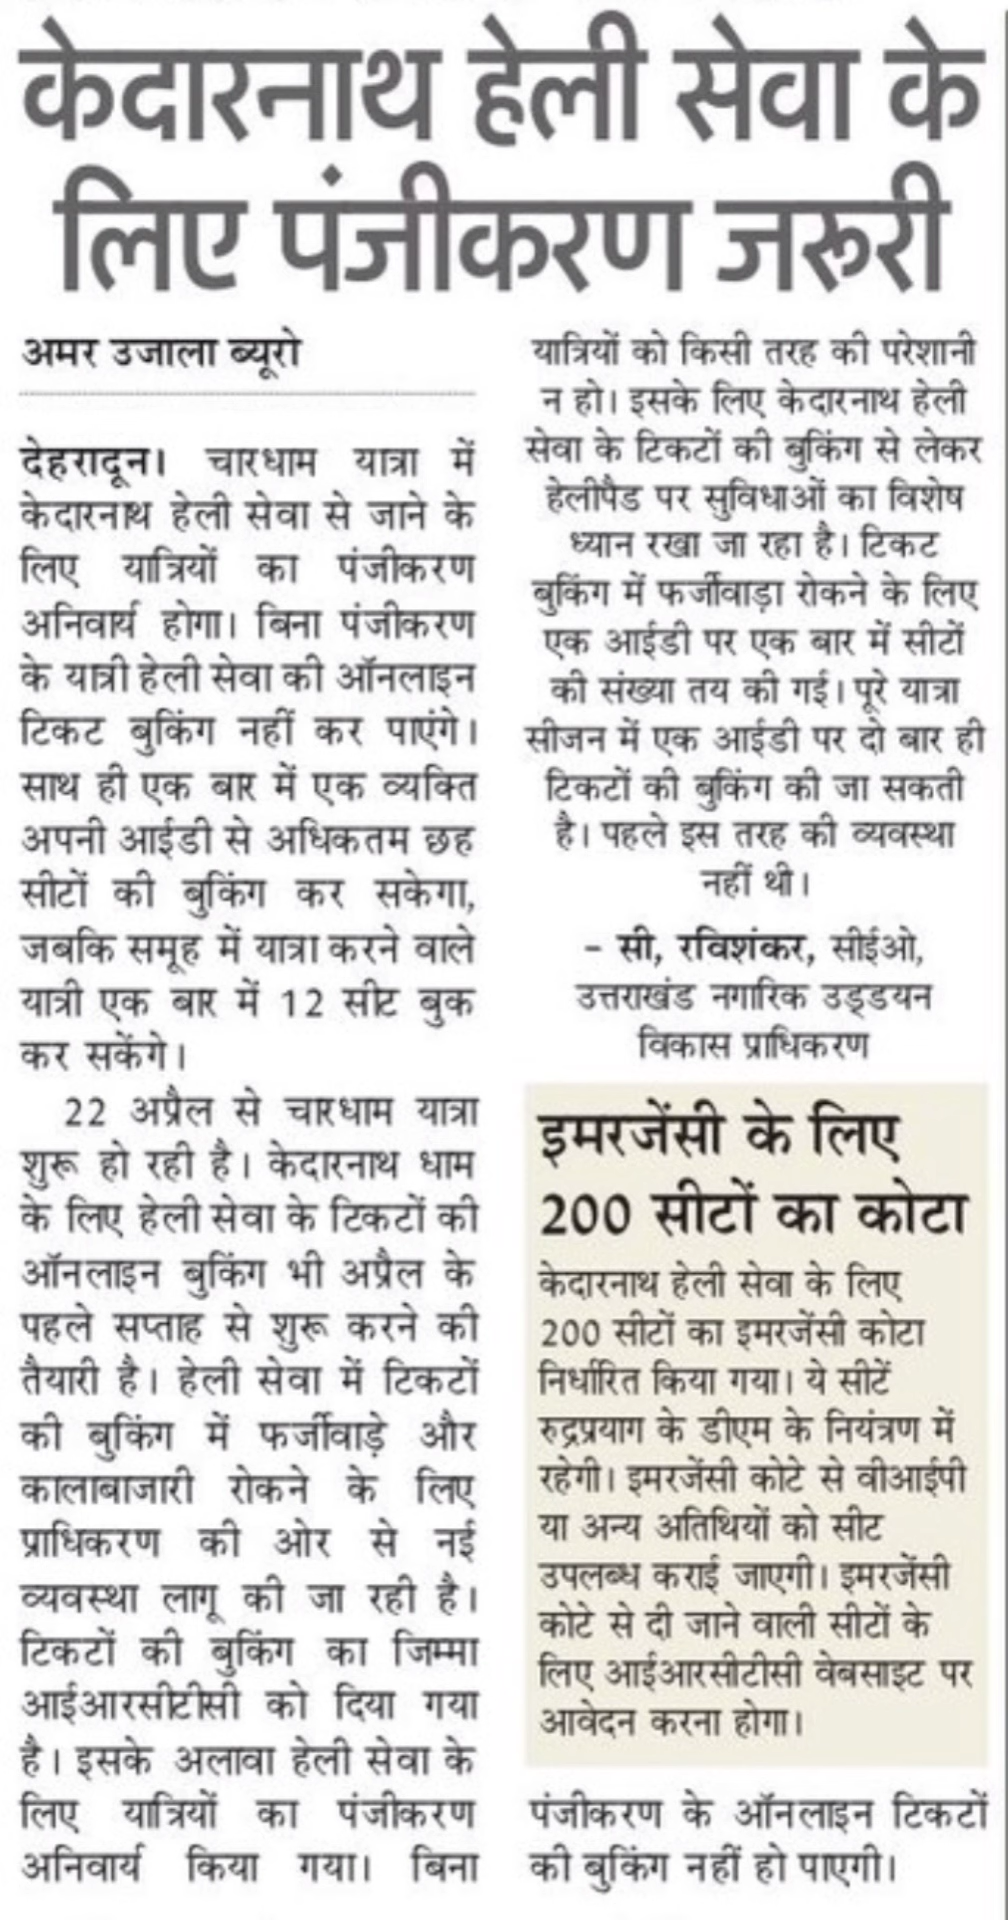 केदारनाथ हेली सेवा के
लिए पंजीकरण जरूरी
अमर उजाला ब्यूरो
देहरादून। चारधाम यात्रा में
केदारनाथ हेली सेवा से जाने के
लिए यात्रियों का पंजीकरण
अनिवार्य होगा। बिना पंजीकरण
के यात्री हेली सेवा की ऑनलाइन
टिकट बुकिंग नहीं कर पाएंगे।
साथ ही एक बार में एक व्यक्ति
अपनी आईडी से अधिकतम छह
सीटों की बुकिंग कर सकेगा,
जबकि समूह में यात्रा करने वाले
यात्री एक बार में 12 सीट बुक
कर सकेंगे।
22 अप्रैल से चारधाम यात्रा
शुरू हो रही है। केदारनाथ धाम
के लिए हेली सेवा के टिकटों की
ऑनलाइन बुकिंग भी अप्रैल के
पहले सप्ताह से शुरू करने की
तैयारी है। हेली सेवा में टिकटों
की बुकिंग में फर्जीवाड़े और
कालाबाजारी रोकने के लिए
प्राधिकरण की ओर से नई
व्यवस्था लागू की जा रही है।
टिकटों की बुकिंग का जिम्मा
आईआरसीटीसी को दिया गया
है। इसके अलावा हेली सेवा के
लिए यात्रियों का पंजीकरण
अनिवार्य किया गया। बिना
यात्रियों को किसी तरह की परेशानी
न हो। इसके लिए केदारनाथ हेली
सेवा के टिकटों की बुकिंग से लेकर
हेलीपैड पर सुविधाओं का विशेष
ध्यान रखा जा रहा है। टिकट
बुकिंग में फर्जीवाड़ा रोकने के लिए
एक आईडी पर एक बार में सीटों
की संख्या तय की गई। पूरे यात्रा
सीजन में एक आईडी पर दो बार ही
टिकटों की बुकिंग की जा सकती
है। पहले इस तरह की व्यवस्था
नहीं थी।
- सी, रविशंकर, सीईओ,
उत्तराखंड नगारिक उड्डयन
विकास प्राधिकरण
इमरजेंसी के लिए
200 सीटों का कोटा
केदारनाथ हेली सेवा के लिए
200 सीटों का इमरजेंसी कोटा
निर्धारित किया गया। ये सीटें
रुद्रप्रयाग के डीएम के नियंत्रण में
रहेगी। इमरजेंसी कोटे से वीआईपी
या अन्य अतिथियों को सीट
उपलब्ध कराई जाएगी। इमरजेंसी
कोटे से दी जाने वाली सीटों के
लिए आईआरसीटीसी वेबसाइट पर
आवेदन करना होगा।
पंजीकरण के ऑनलाइन टिकटों
की बुकिंग नहीं हो पाएगी।